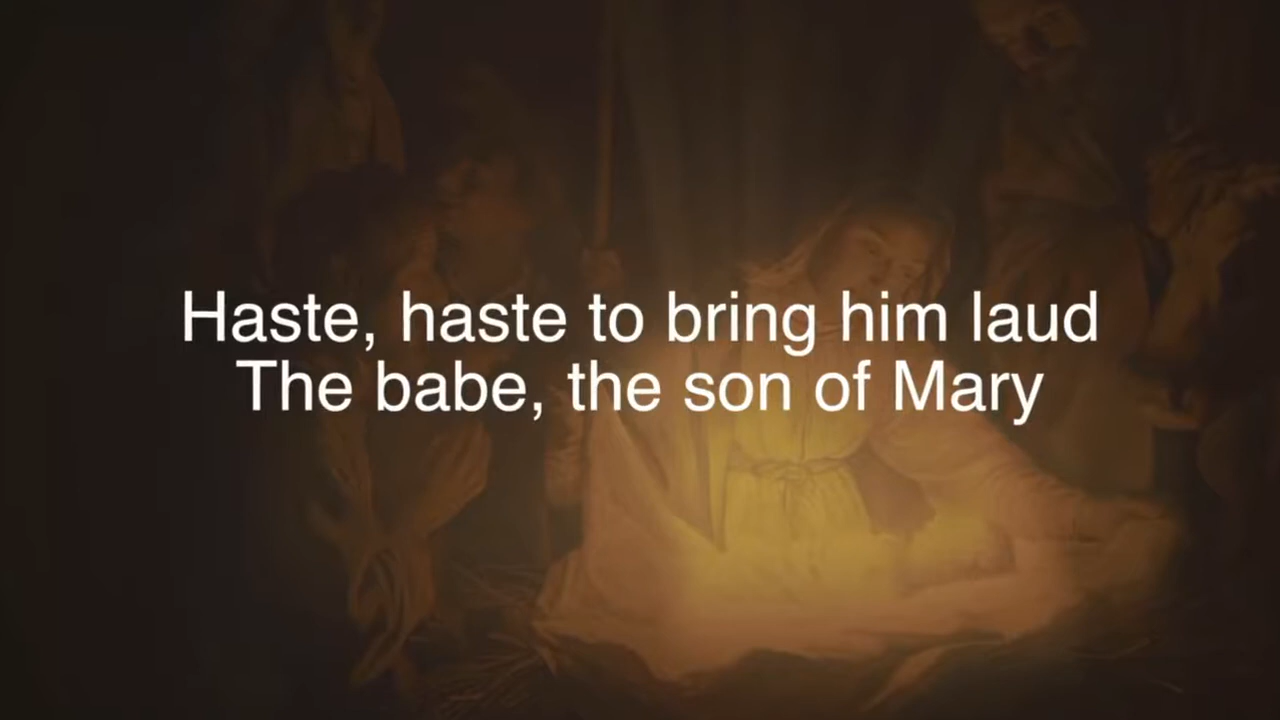 Haste, haste to bring him laud
The babe, the son of Mary